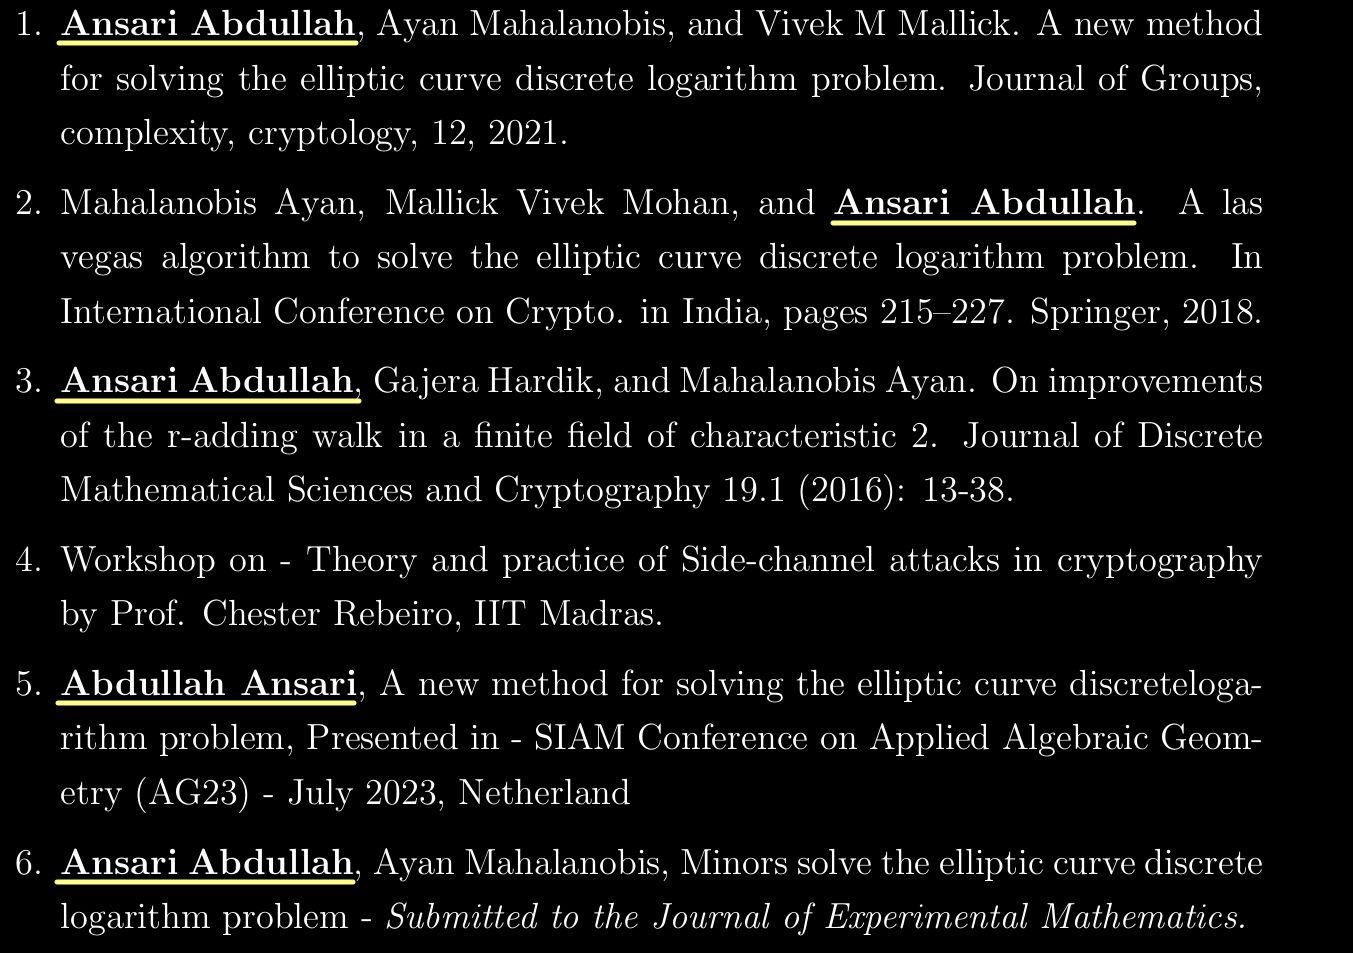 1. Ansari Abdullah, Ayan Mahalanobis, and Vivek M Mallick. A new method
for solving the elliptic curve discrete logarithm problem. Journal of Groups,
complexity, cryptology, 12, 2021.
2. Mahalanobis Ayan, Mallick Vivek Mohan, and Ansari Abdullah. A las
vegas algorithm to solve the elliptic curve discrete logarithm problem. In
International Conference on Crypto. in India, pages 215–227. Springer, 2018.
3. Ansari Abdullah, Gajera Hardik, and Mahalanobis Ayan. On improvements
of the r-adding walk in a finite field of characteristic 2. Journal of Discrete
Mathematical Sciences and Cryptography 19.1 (2016): 13-38.
4. Workshop on - Theory and practice of Side-channel attacks in cryptography
by Prof. Chester Rebeiro, IIT Madras.
5. Abdullah Ansari, A new method for solving the elliptic curve discreteloga-
rithm problem, Presented in - SIAM Conference on Applied Algebraic Geom-
etry (AG23) - July 2023, Netherland
6. Ansari Abdullah, Ayan Mahalanobis, Minors solve the elliptic curve discrete
logarithm problem - Submitted to the Journal of Experimental Mathematics.